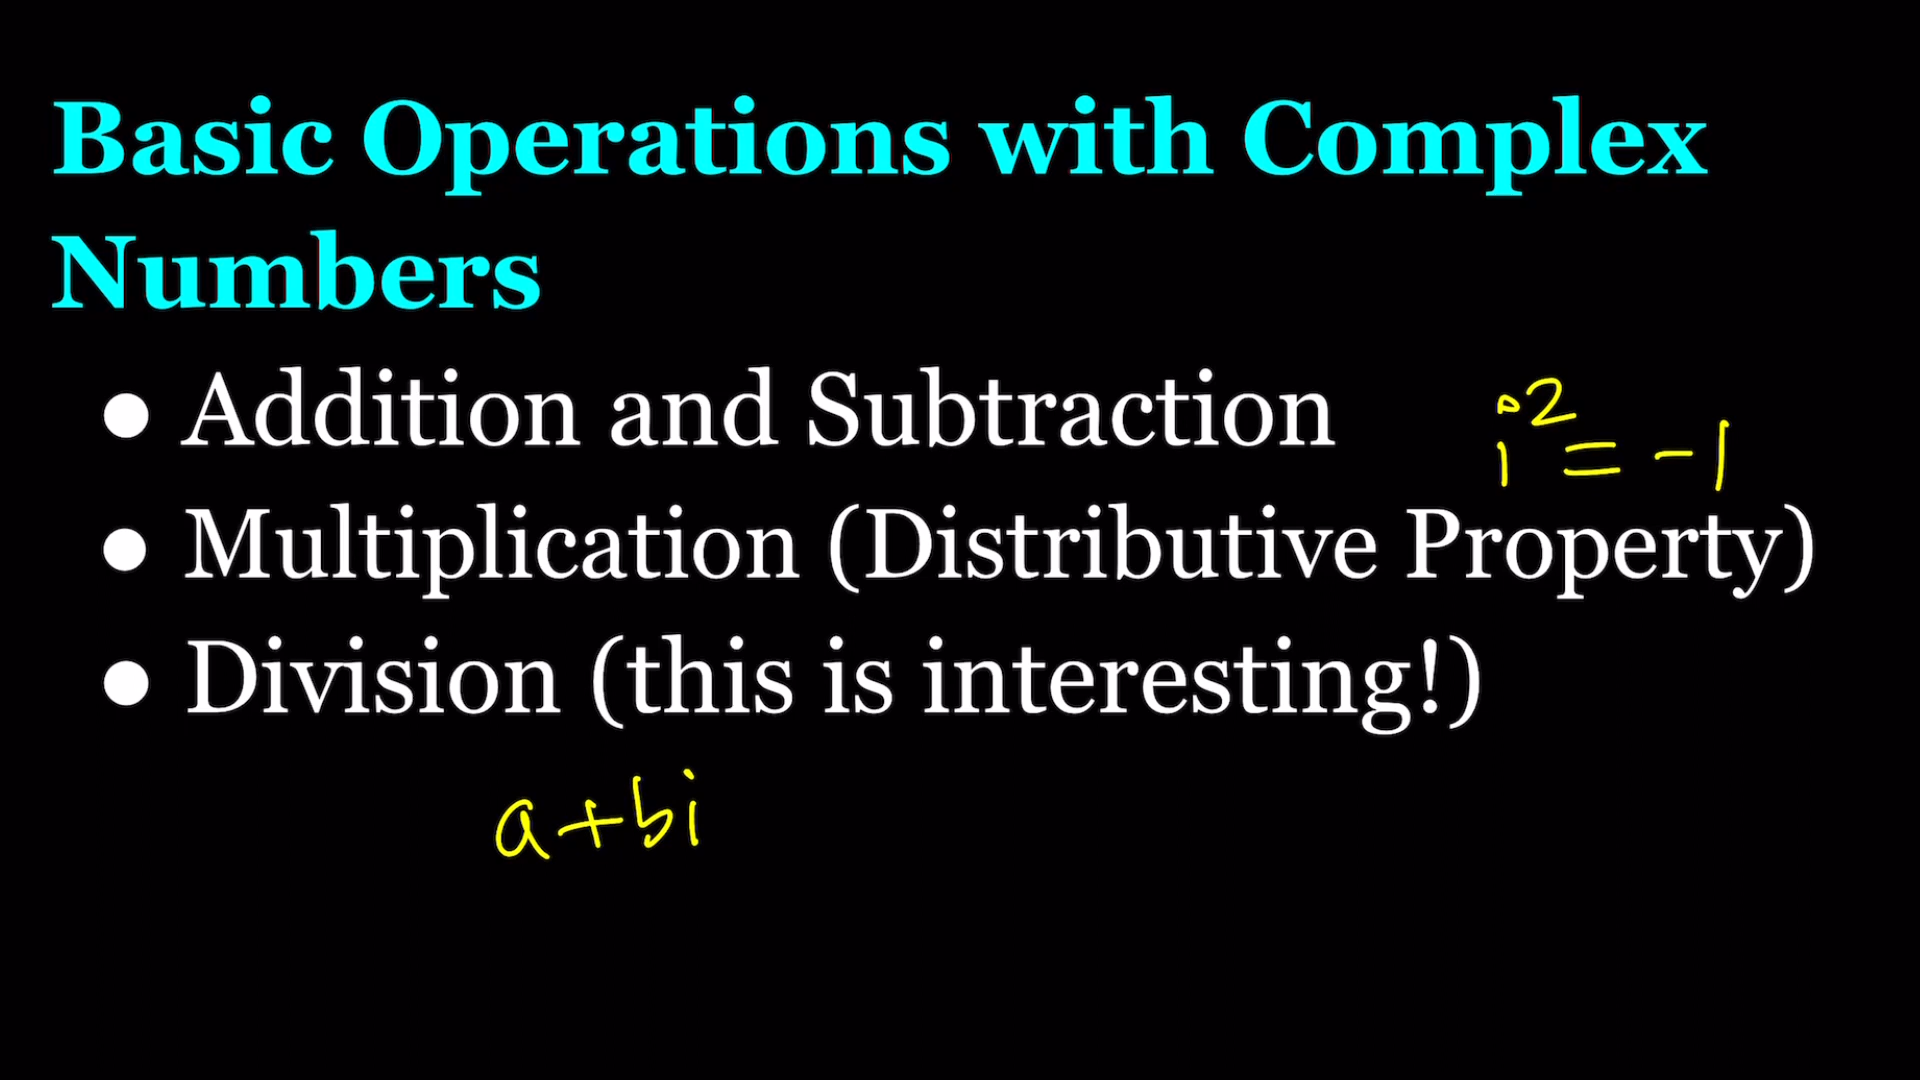 Basic Operations with Complex
Numbers
● Addition and Subtraction
i² = -1
● Multiplication (Distributive Property)
● Division (this is interesting!)
a+bi